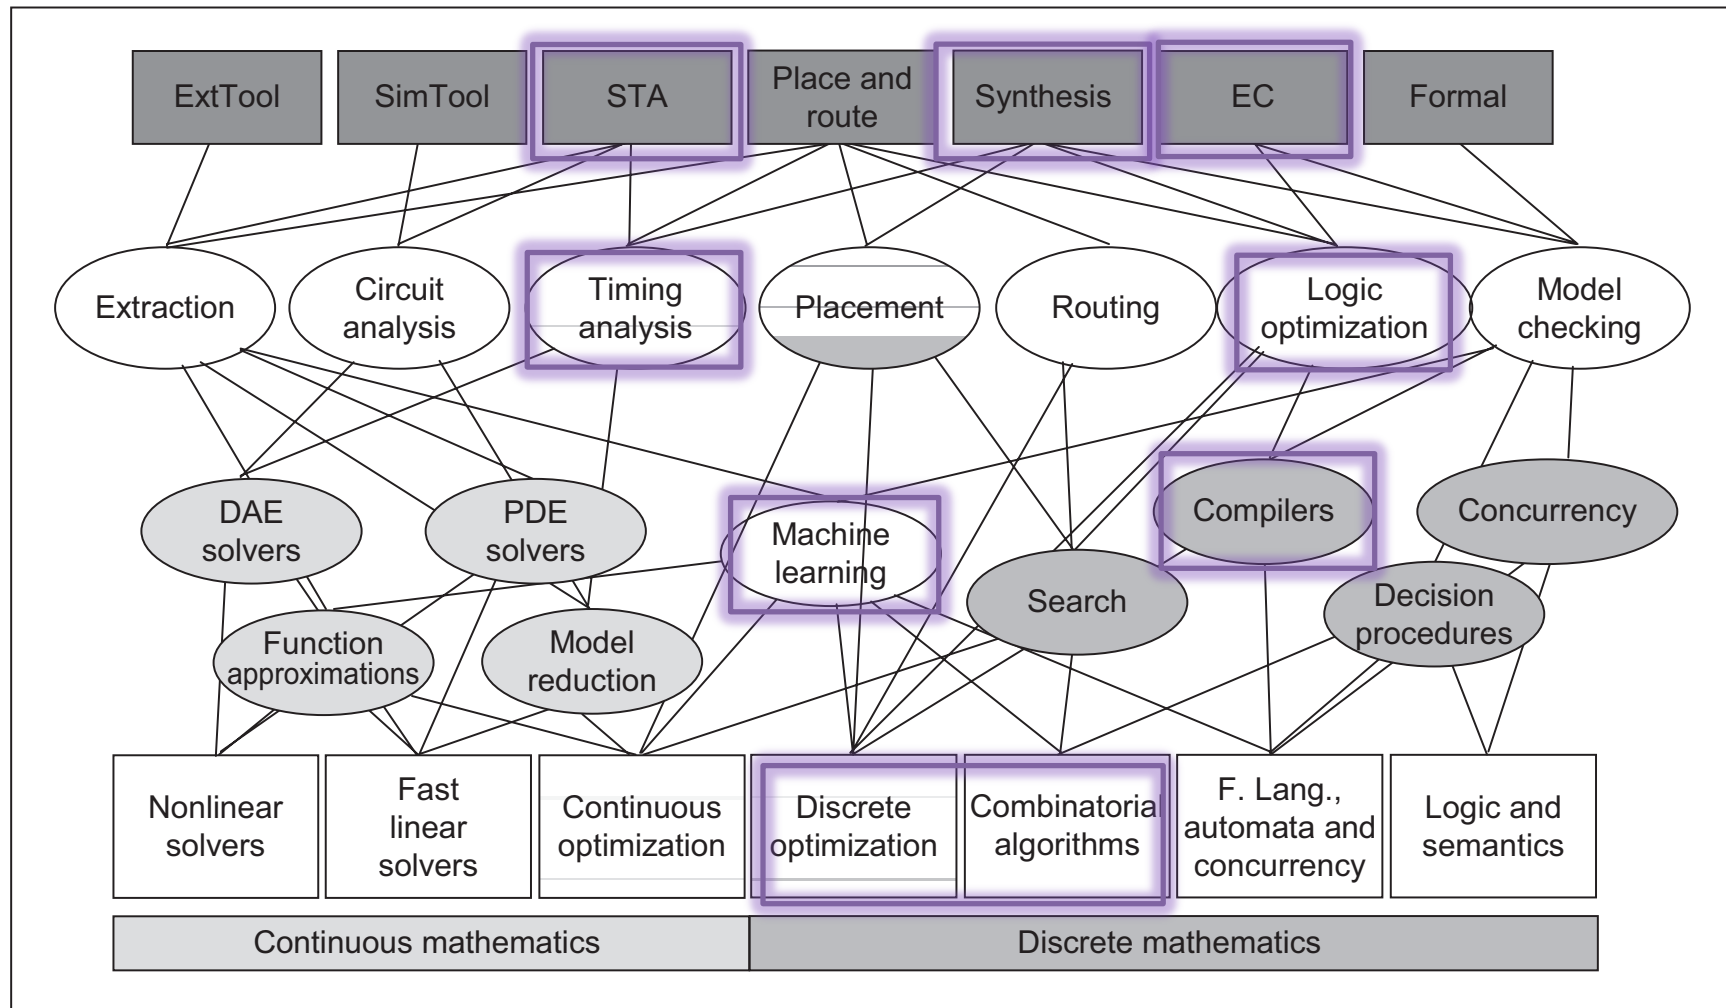 ExtTool
SimTool
STA
Place and
route
Synthesis
EC
Formal
Extraction
Circuit
analysis
Timing
analysis
Placement
Routing
Logic
optimization
Model
checking
DAE
solvers
PDE
solvers
Machine
learning
Search
Compilers
Concurrency
Function
approximations
Model
reduction
Decision
procedures
Nonlinear
solvers
Fast
linear
solvers
Continuous
optimization
Discrete
optimization
Combinatorial
algorithms
F. Lang.,
automata and
concurrency
Logic and
semantics
Continuous mathematics
Discrete mathematics